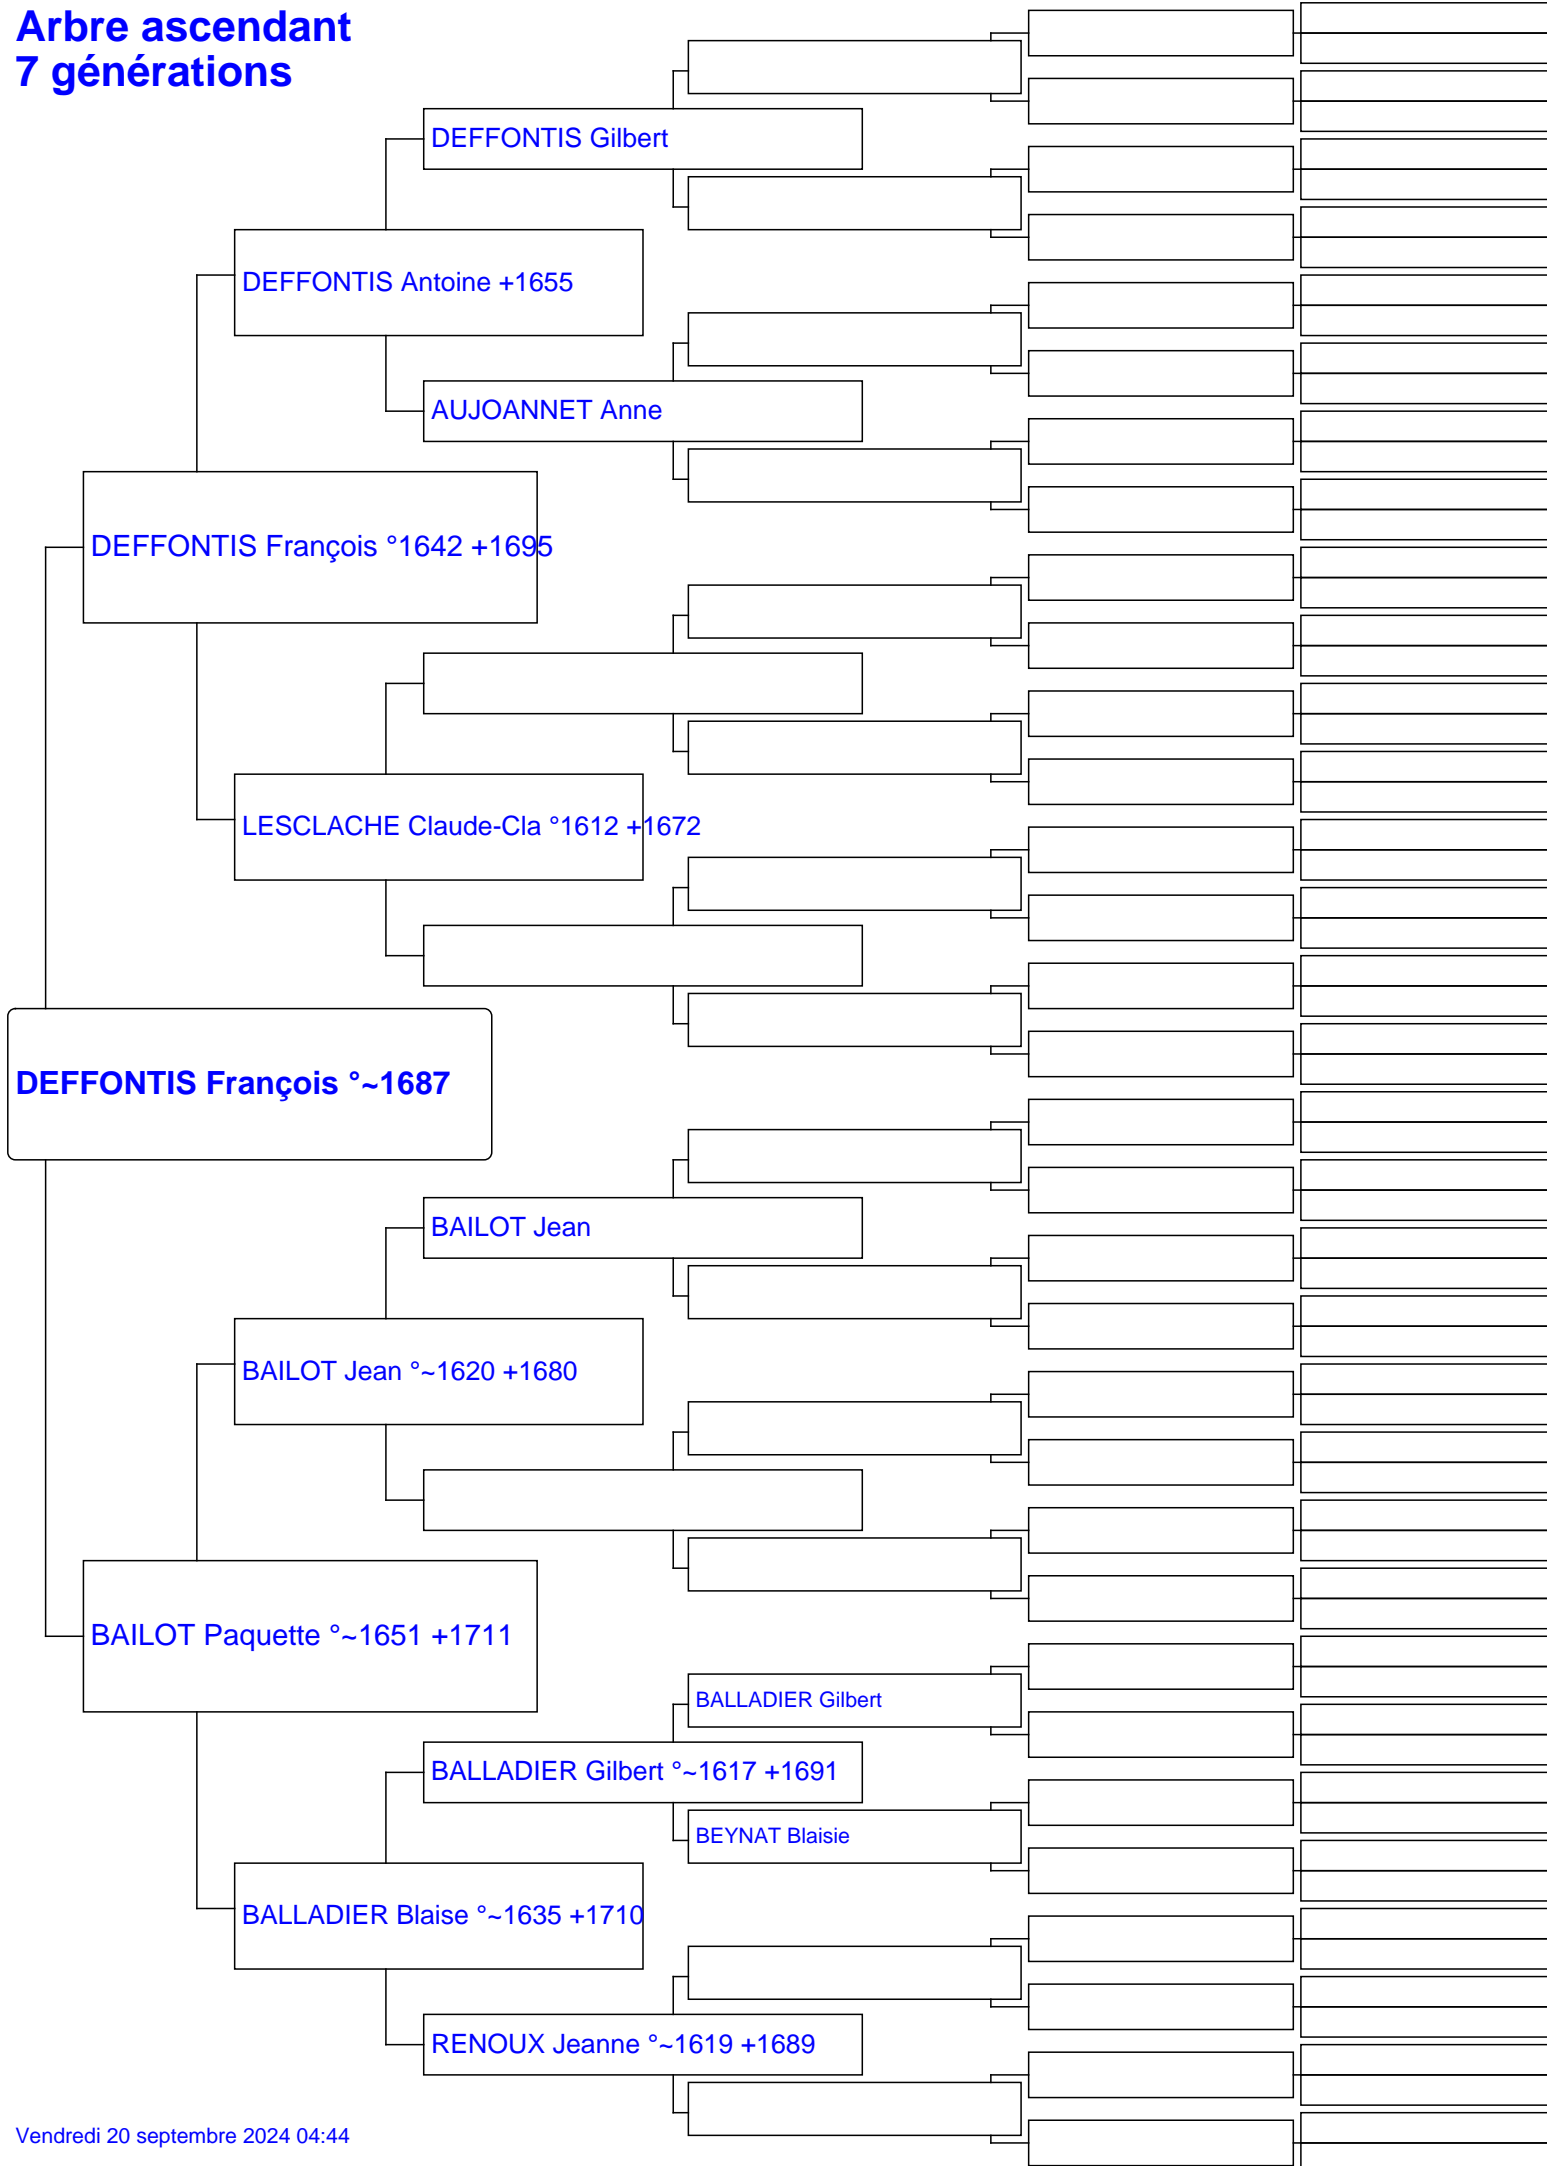 Arbre ascendant
7 générations
DEFFONTIS Gilbert
DEFFONTIS Antoine +1655
AUJOANNET Anne
DEFFONTIS François °1642 +1695
LESCLACHE Claude-Cla °1612 +1672
DEFFONTIS François °~1687
BAILOT Jean
BAILOT Jean °~1620 +1680
BAILOT Paquette °~1651 +1711
BALLADIER Gilbert
BALLADIER Gilbert °~1617 +1691
BEYNAT Blaisie
BALLADIER Blaise °~1635 +1710
RENOUX Jeanne °~1619 +1689
Vendredi 20 septembre 2024 04:44